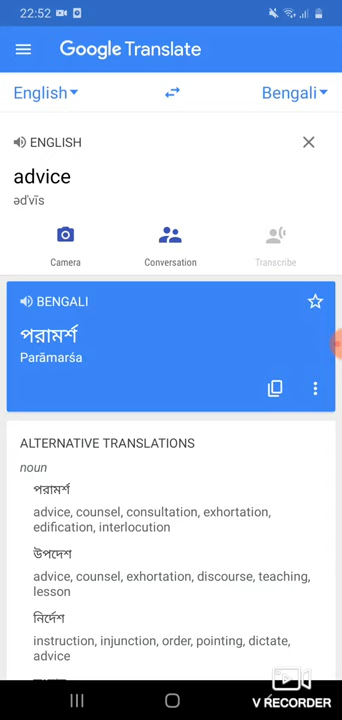 22:52
Google Translate
English Bengali
ENGLISH
advice
ədˈvīs
Camera Conversation Transcribe
BENGALI
পরামর্শ
Parāmarśa
ALTERNATIVE TRANSLATIONS
noun
পরামর্শ
advice, counsel, consultation, exhortation,
edification, interlocution
উপদেশ
advice, counsel, exhortation, discourse, teaching,
lesson
নির্দেশ
instruction, injunction, order, pointing, dictate,
advice
V RECORDER